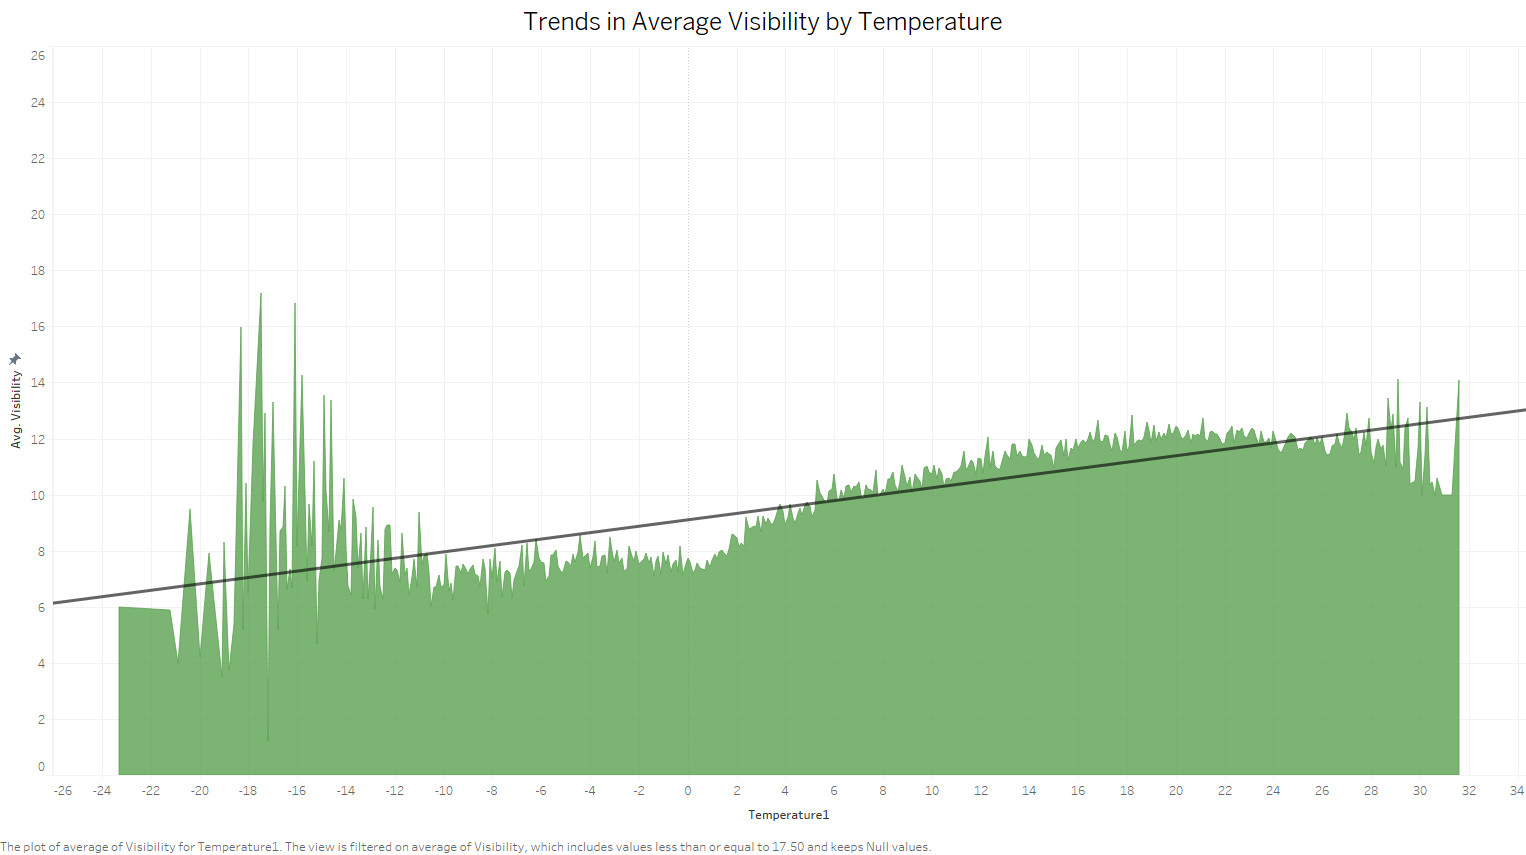 Trends in Average Visibility by Temperature
26
24
22
20
18
16
14
12
10
8
6
4
2
0
Avg. Visibility
-26 -24 -22 -20 -18 -16 -14 -12 -10 -8 -6 -4 -2 0 2 4 6 8 10 12 14 16 18 20 22 24 26 28 30 32 34
Temperature1
The plot of average of Visibility for Temperature1. The view is filtered on average of Visibility, which includes values less than or equal to 17.50 and keeps Null values.